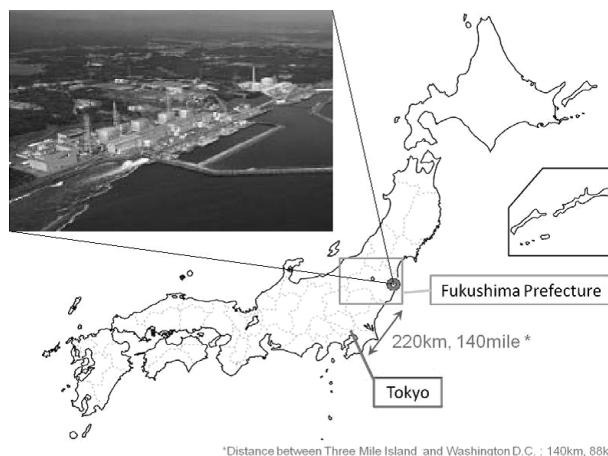 Fukushima Prefecture
220km, 140mile *
Tokyo
*Distance between Three Mile Island and Washington D.C. : 140km, 88k